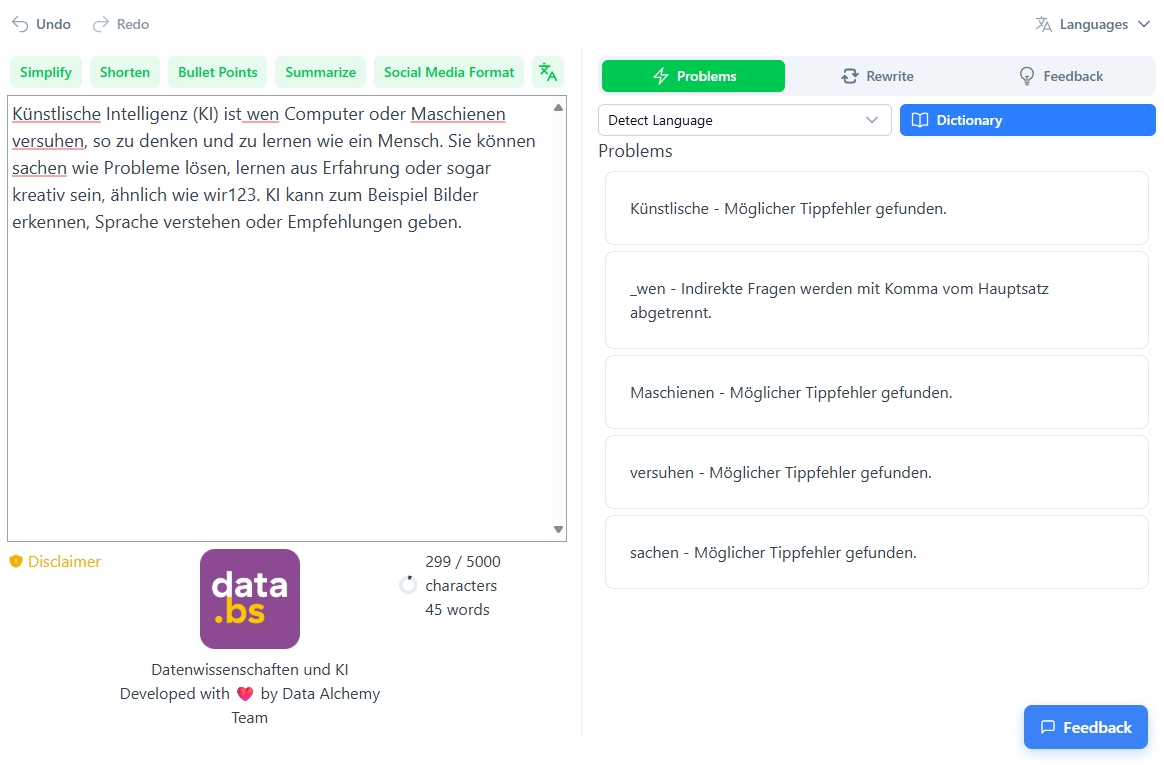 Undo
Redo
Languages
Simplify
Shorten
Bullet Points
Summarize
Social Media Format
Künstlische Intelligenz (KI) ist wen Computer oder Maschienen
versuhen, so zu denken und zu lernen wie ein Mensch. Sie können
sachen wie Probleme lösen, lernen aus Erfahrung oder sogar
kreativ sein, ähnlich wie wir123. KI kann zum Beispiel Bilder
erkennen, Sprache verstehen oder Empfehlungen geben.
Disclaimer
data
.bs
299 / 5000
characters
45 words
Datenwissenschaften und KI
Developed with ❤️ by Data Alchemy
Team
Problems
Rewrite
Feedback
Detect Language
Dictionary
Problems
Künstlische - Möglicher Tippfehler gefunden.
_wen - Indirekte Fragen werden mit Komma vom Hauptsatz
abgetrennt.
Maschienen - Möglicher Tippfehler gefunden.
versuhen - Möglicher Tippfehler gefunden.
sachen - Möglicher Tippfehler gefunden.
Feedback